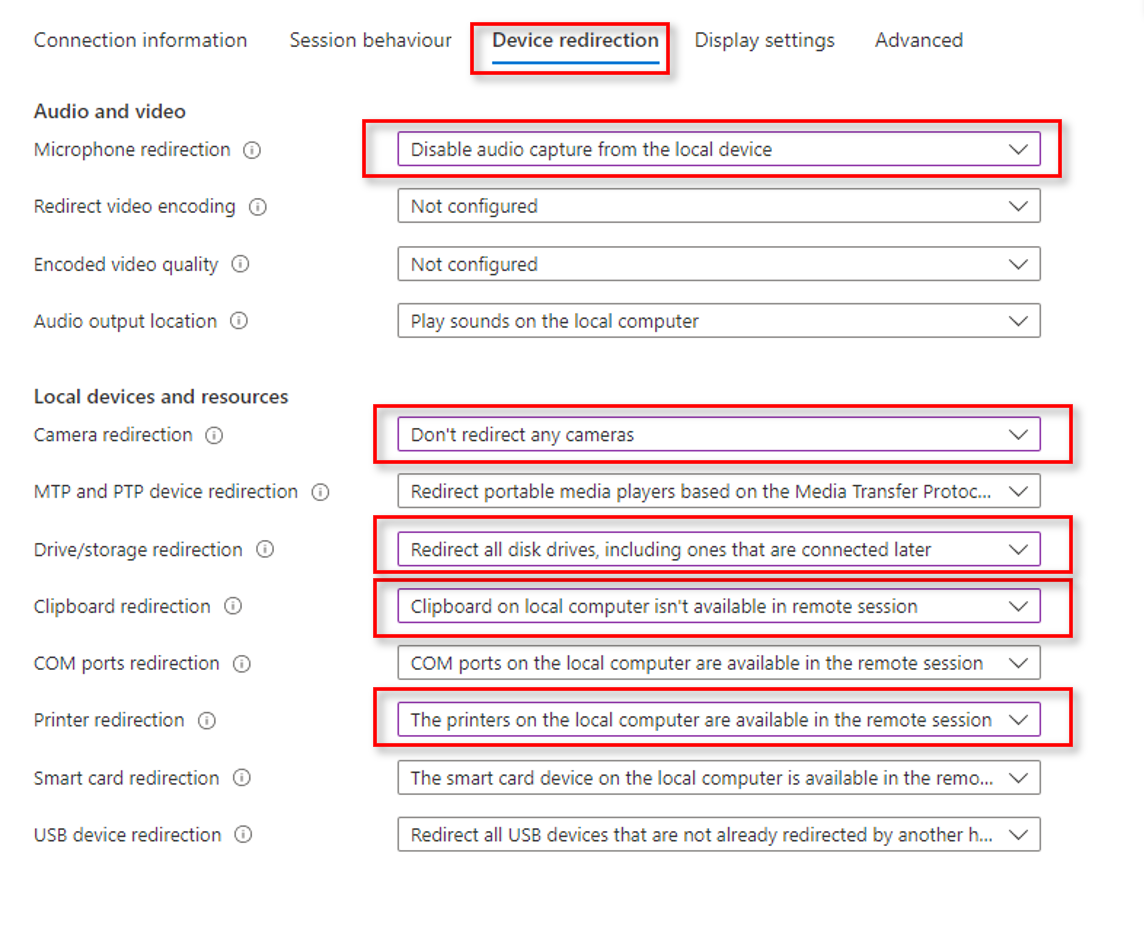 Connection information Session behaviour Device redirection Display settings Advanced
Audio and video
Microphone redirection Disable audio capture from the local device
Redirect video encoding Not configured
Encoded video quality Not configured
Audio output location Play sounds on the local computer
Local devices and resources
Camera redirection Don't redirect any cameras
MTP and PTP device redirection Redirect portable media players based on the Media Transfer Protoc...
Drive/storage redirection Redirect all disk drives, including ones that are connected later
Clipboard redirection Clipboard on local computer isn't available in remote session
COM ports redirection COM ports on the local computer are available in the remote session
Printer redirection The printers on the local computer are available in the remote session
Smart card redirection The smart card device on the local computer is available in the remo...
USB device redirection Redirect all USB devices that are not already redirected by another h...